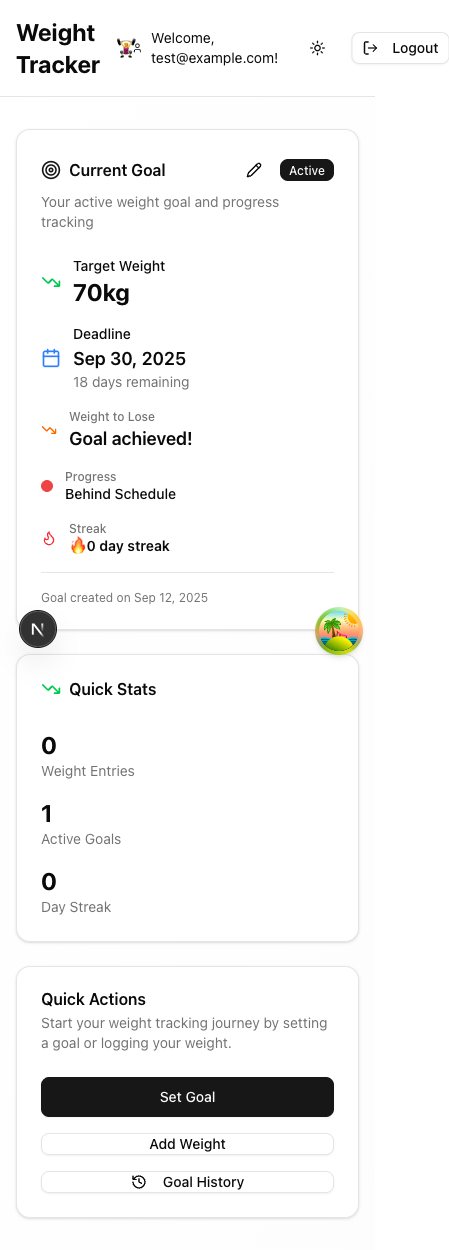 Weight
Tracker
Welcome,
test@example.com!
Logout
Current Goal
Active
Your active weight goal and progress
tracking
Target Weight
70kg
Deadline
Sep 30, 2025
18 days remaining
Weight to Lose
Goal achieved!
Progress
Behind Schedule
Streak
🔥0 day streak
Goal created on Sep 12, 2025
N
Quick Stats
0
Weight Entries
1
Active Goals
0
Day Streak
Quick Actions
Start your weight tracking journey by setting
a goal or logging your weight.
Set Goal
Add Weight
Goal History